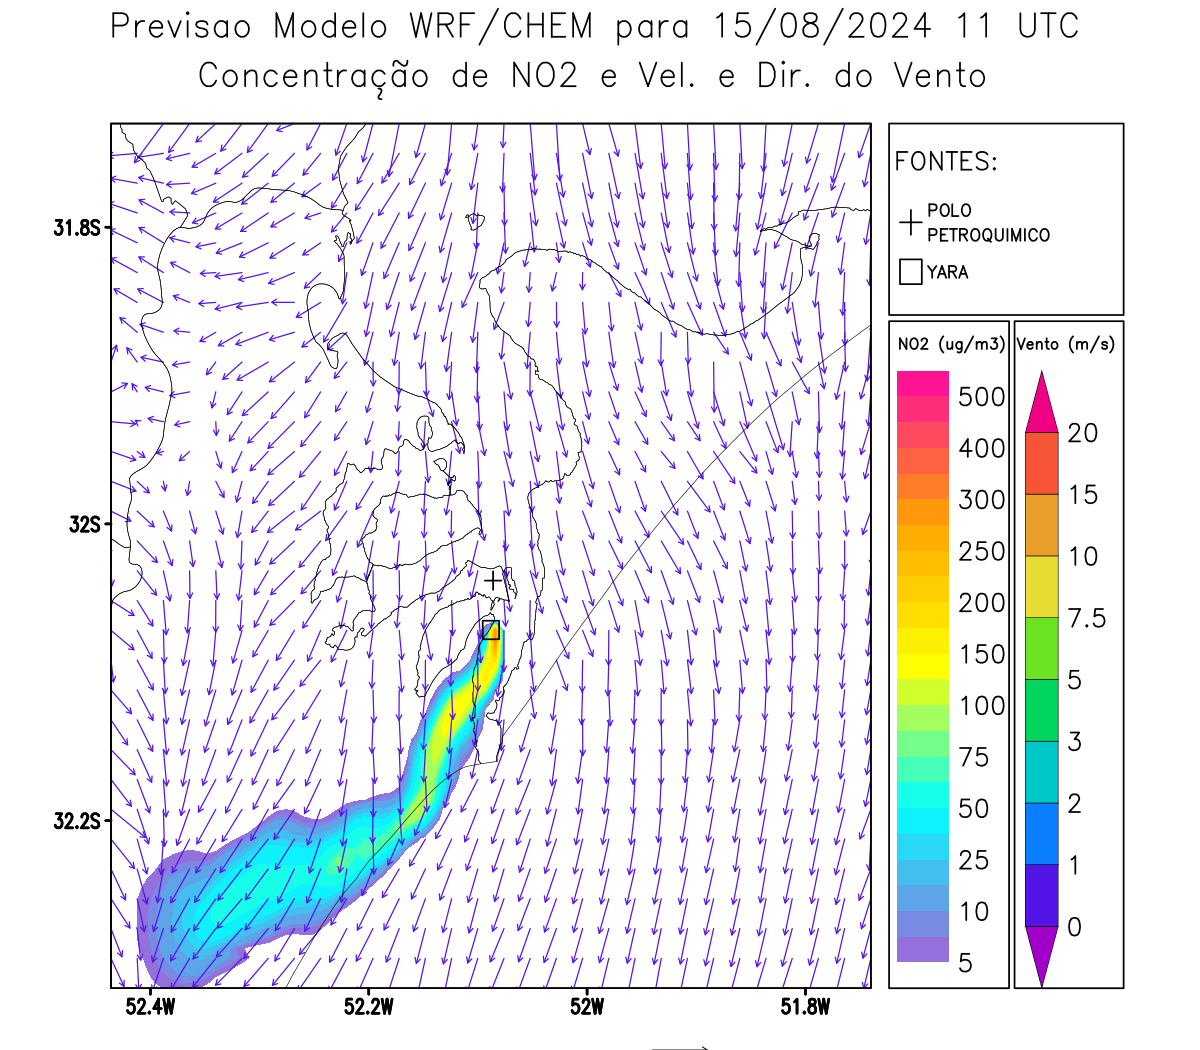 Previsao Modelo WRF/CHEM para 15/08/2024 11 UTC
Concentração de NO2 e Vel. e Dir. do Vento
FONTES:
POLO
PETROQUIMICO
YARA
31.8S
32S
32.2S
52.4W
52.2W
52W
51.8W
NO2 (ug/m3)
500
400
300
250
200
150
100
75
50
25
10
5
Vento (m/s)
20
15
10
7.5
5
3
2
1
0